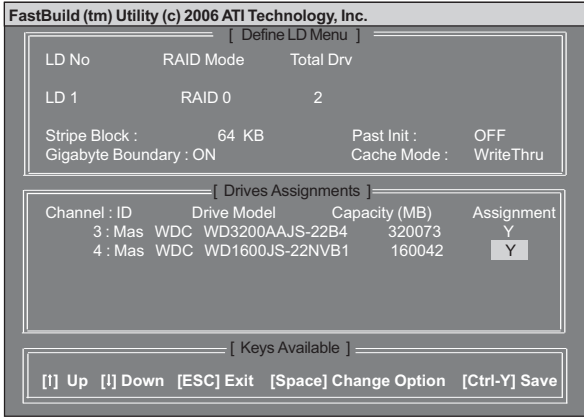 FastBuild (tm) Utility (c) 2006 ATI Technology, Inc.
[ Define LD Menu ]
LD No RAID Mode Total Drv
LD 1 RAID 0 2
Stripe Block : 64 KB Past Init : OFF
Gigabyte Boundary : ON Cache Mode : WriteThru
[ Drives Assignments ]
Channel : ID Drive Model Capacity (MB) Assignment
3 : Mas WDC WD3200AAJS-22B4 320073 Y
4 : Mas WDC WD1600JS-22NVB1 160042 Y
[ Keys Available ]
[↑] Up [↓] Down [ESC] Exit [Space] Change Option [Ctrl-Y] Save